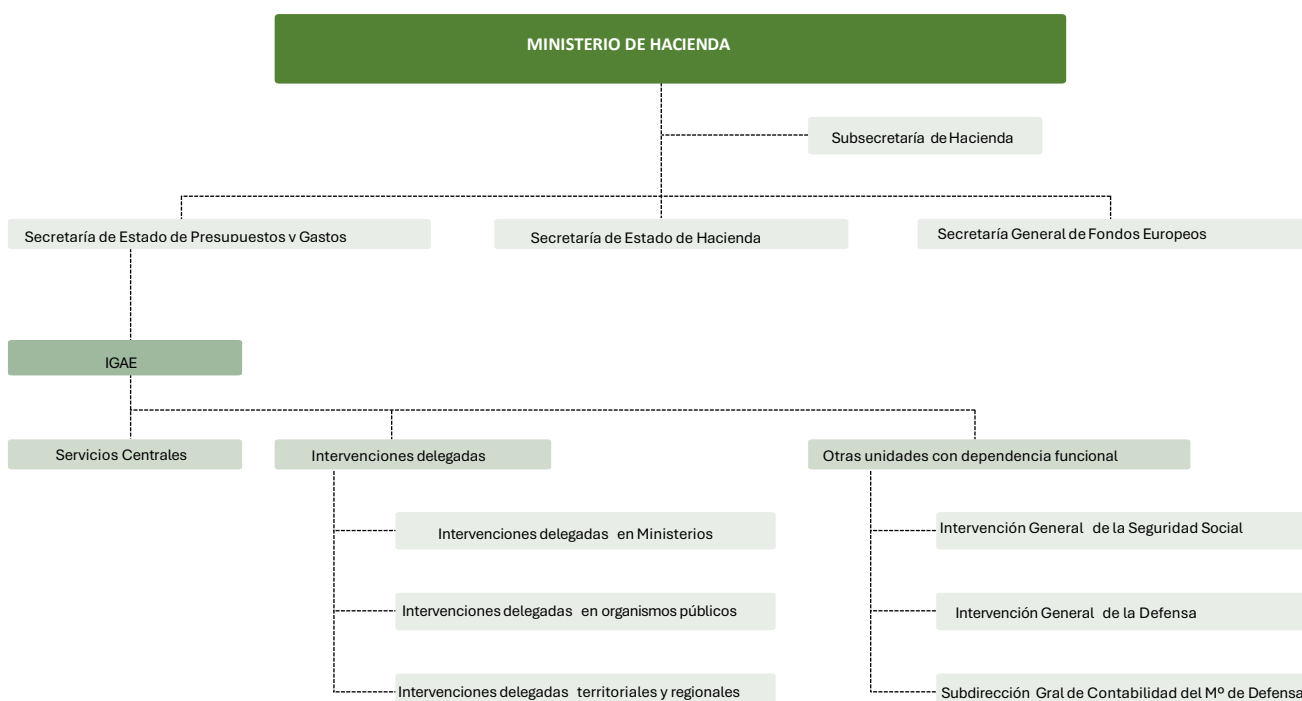 MINISTERIO DE HACIENDA
Subsecretaría de Hacienda
Secretaría de Estado de Presupuestos y Gastos
Secretaría de Estado de Hacienda
Secretaría General de Fondos Europeos
IGAE
Servicios Centrales
Intervenciones delegadas
Otras unidades con dependencia funcional
Intervenciones delegadas en Ministerios
Intervención General de la Seguridad Social
Intervenciones delegadas en organismos públicos
Intervención General de la Defensa
Intervenciones delegadas territoriales y regionales
Subdirección Gral de Contabilidad del Mº de Defensa